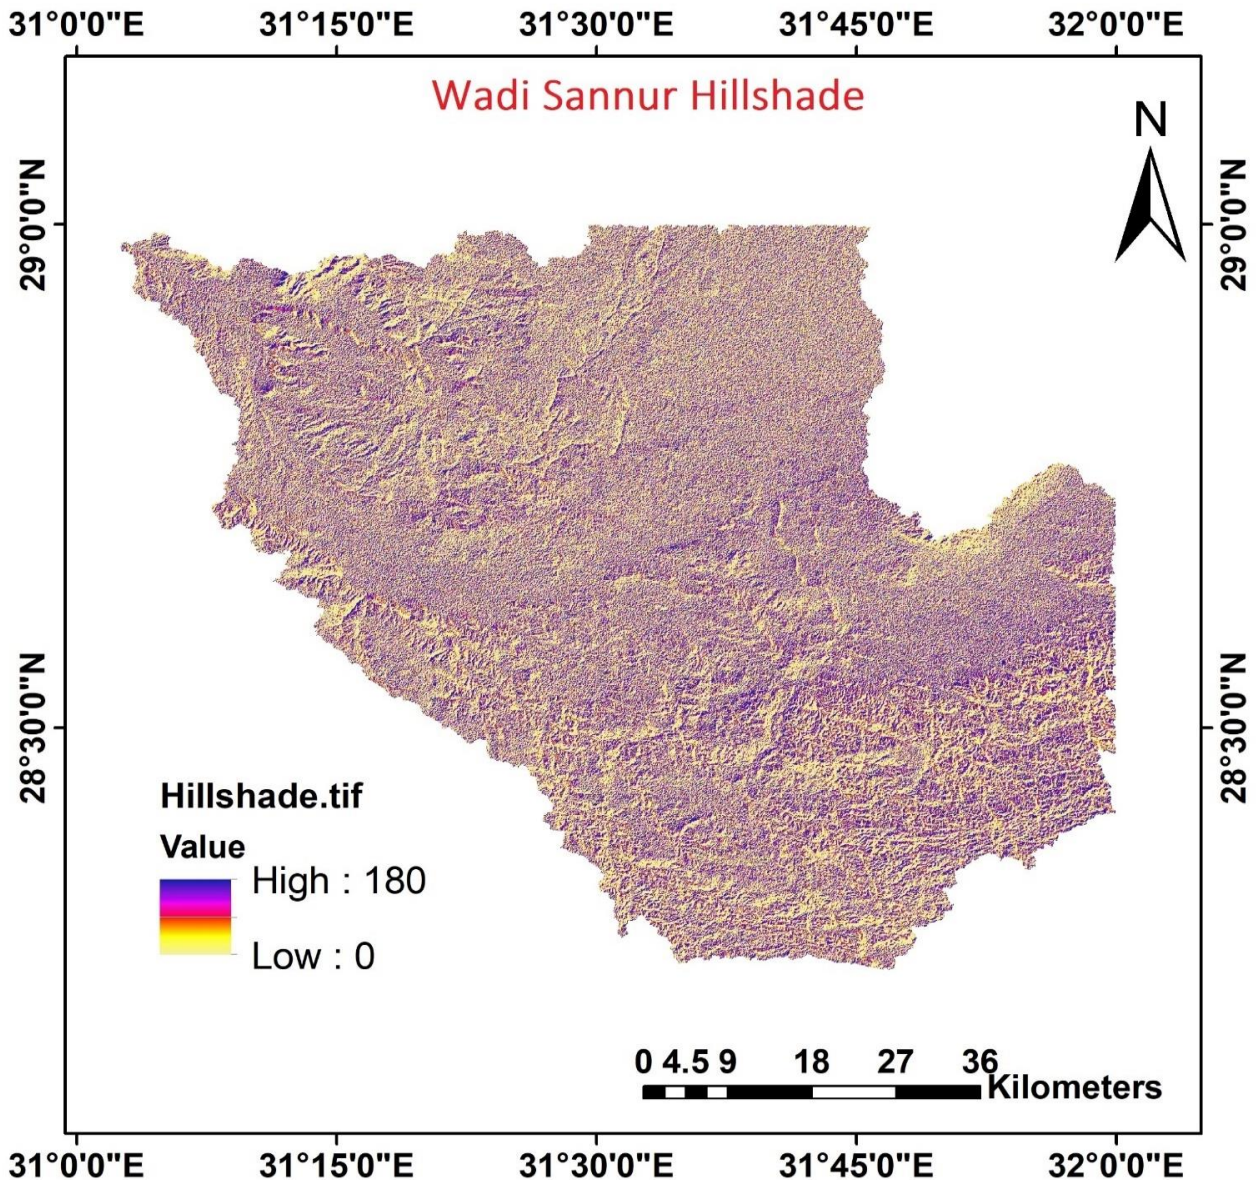 31°0'0"E 31°15'0"E 31°30'0"E 31°45'0"E 32°0'0"E
Wadi Sannur Hillshade
N
29°0'0"N 29°0'0"N
28°30'0"N 28°30'0"N
Hillshade.tif
Value
High : 180
Low : 0
0 4.5 9 18 27 36
Kilometers
31°0'0"E 31°15'0"E 31°30'0"E 31°45'0"E 32°0'0"E